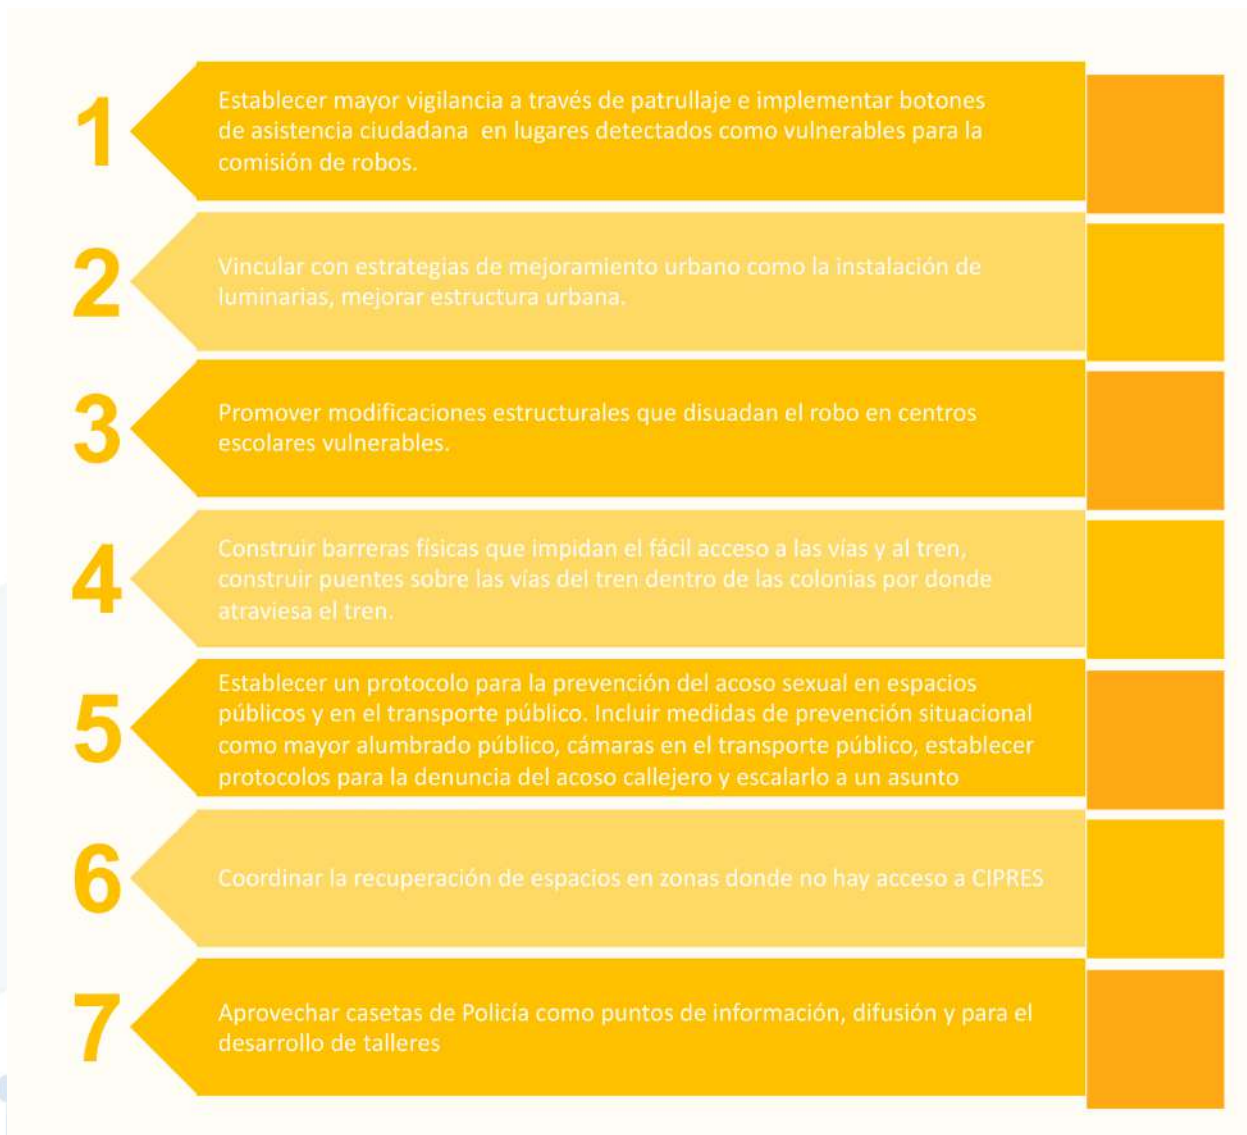 1
Establecer mayor vigilancia a través de patrullaje e implementar botones
de asistencia ciudadana en lugares detectados como vulnerables para la
comisión de robos.
2
Vincular con estrategias de mejoramiento urbano como la instalación de
luminarias, mejorar estructura urbana.
3
Promover modificaciones estructurales que disuadan el robo en centros
escolares vulnerables.
4
Construir barreras físicas que impidan el fácil acceso a las vías y al tren,
construir puentes sobre las vías del tren dentro de las colonias por donde
atraviesa el tren.
5
Establecer un protocolo para la prevención del acoso sexual en espacios
públicos y en el transporte público. Incluir medidas de prevención situacional
como mayor alumbrado público, cámaras en el transporte público, establecer
protocolos para la denuncia del acoso callejero y escalarlo a un asunto
6
Coordinar la recuperación de espacios en zonas donde no hay acceso a CIPRES
7
Aprovechar casetas de Policía como puntos de información, difusión y para el
desarrollo de talleres